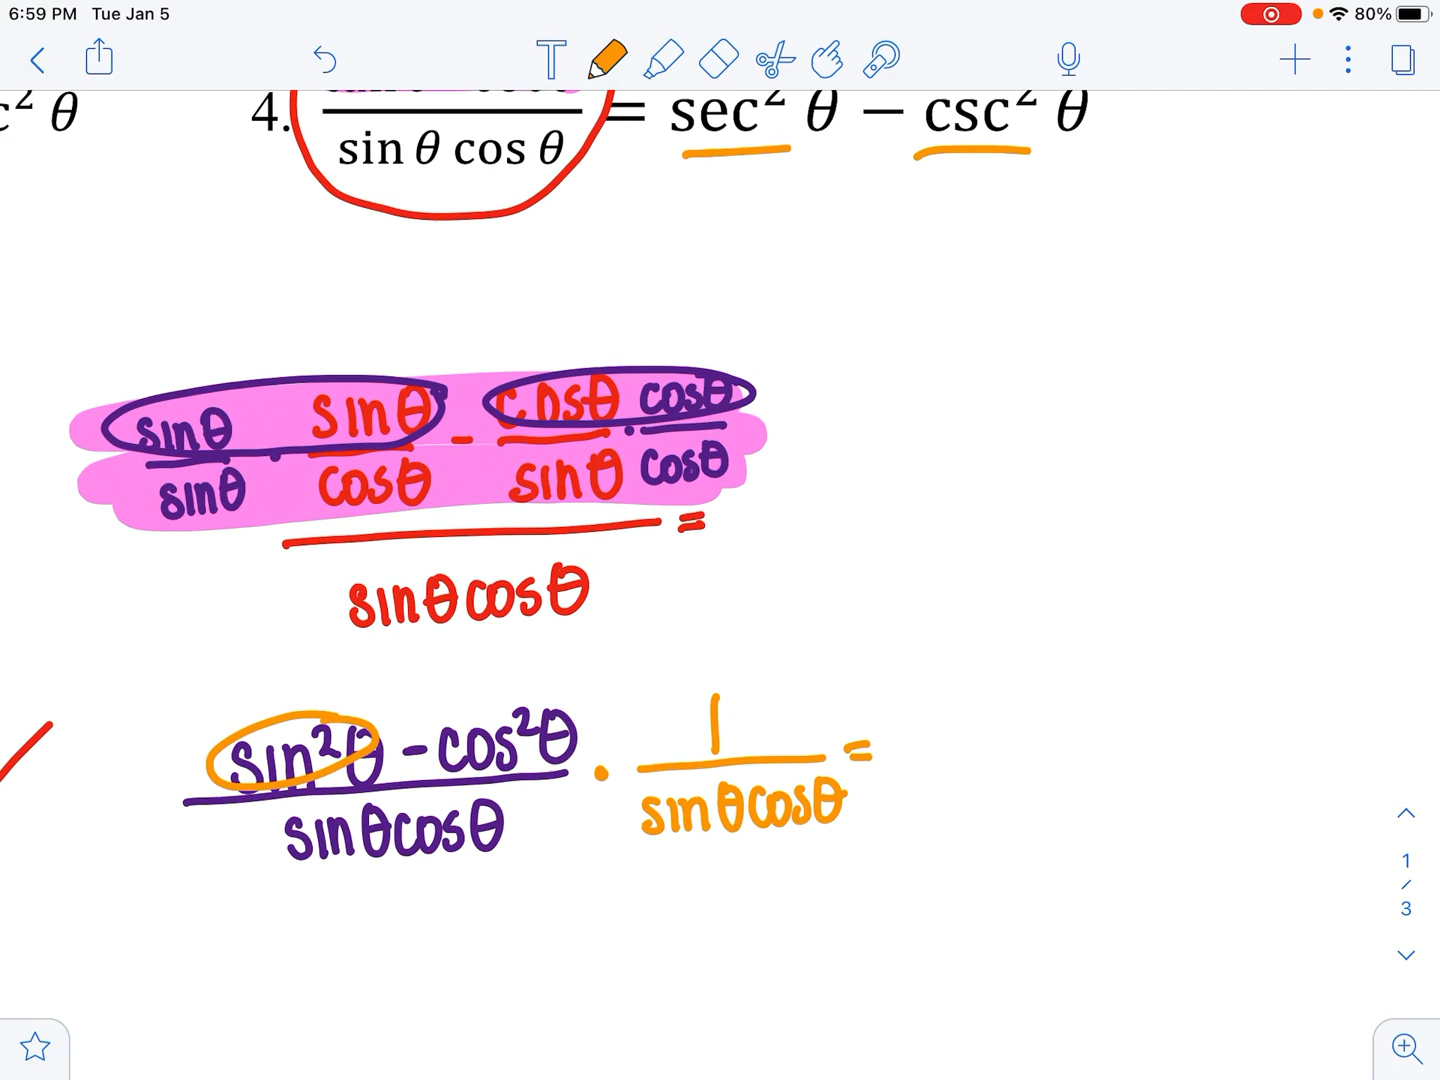 6:59 PM Tue Jan 5
80%
c² θ
4. = sec² θ − csc² θ
sin θ cos θ
sinθ · sinθ - cosθ · cosθ
sinθ cosθ sinθ cosθ
=
sinθcosθ
sin²θ - cos²θ · 1 =
sinθcosθ sinθcosθ
1
/
3